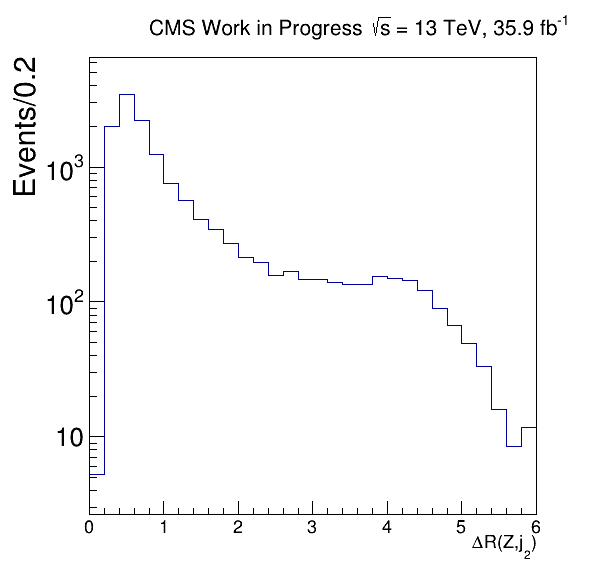 CMS Work in Progress √s = 13 TeV, 35.9 fb⁻¹
Events/0.2
10³
10²
10
0 1 2 3 4 5 6
ΔR(Z,j₂)